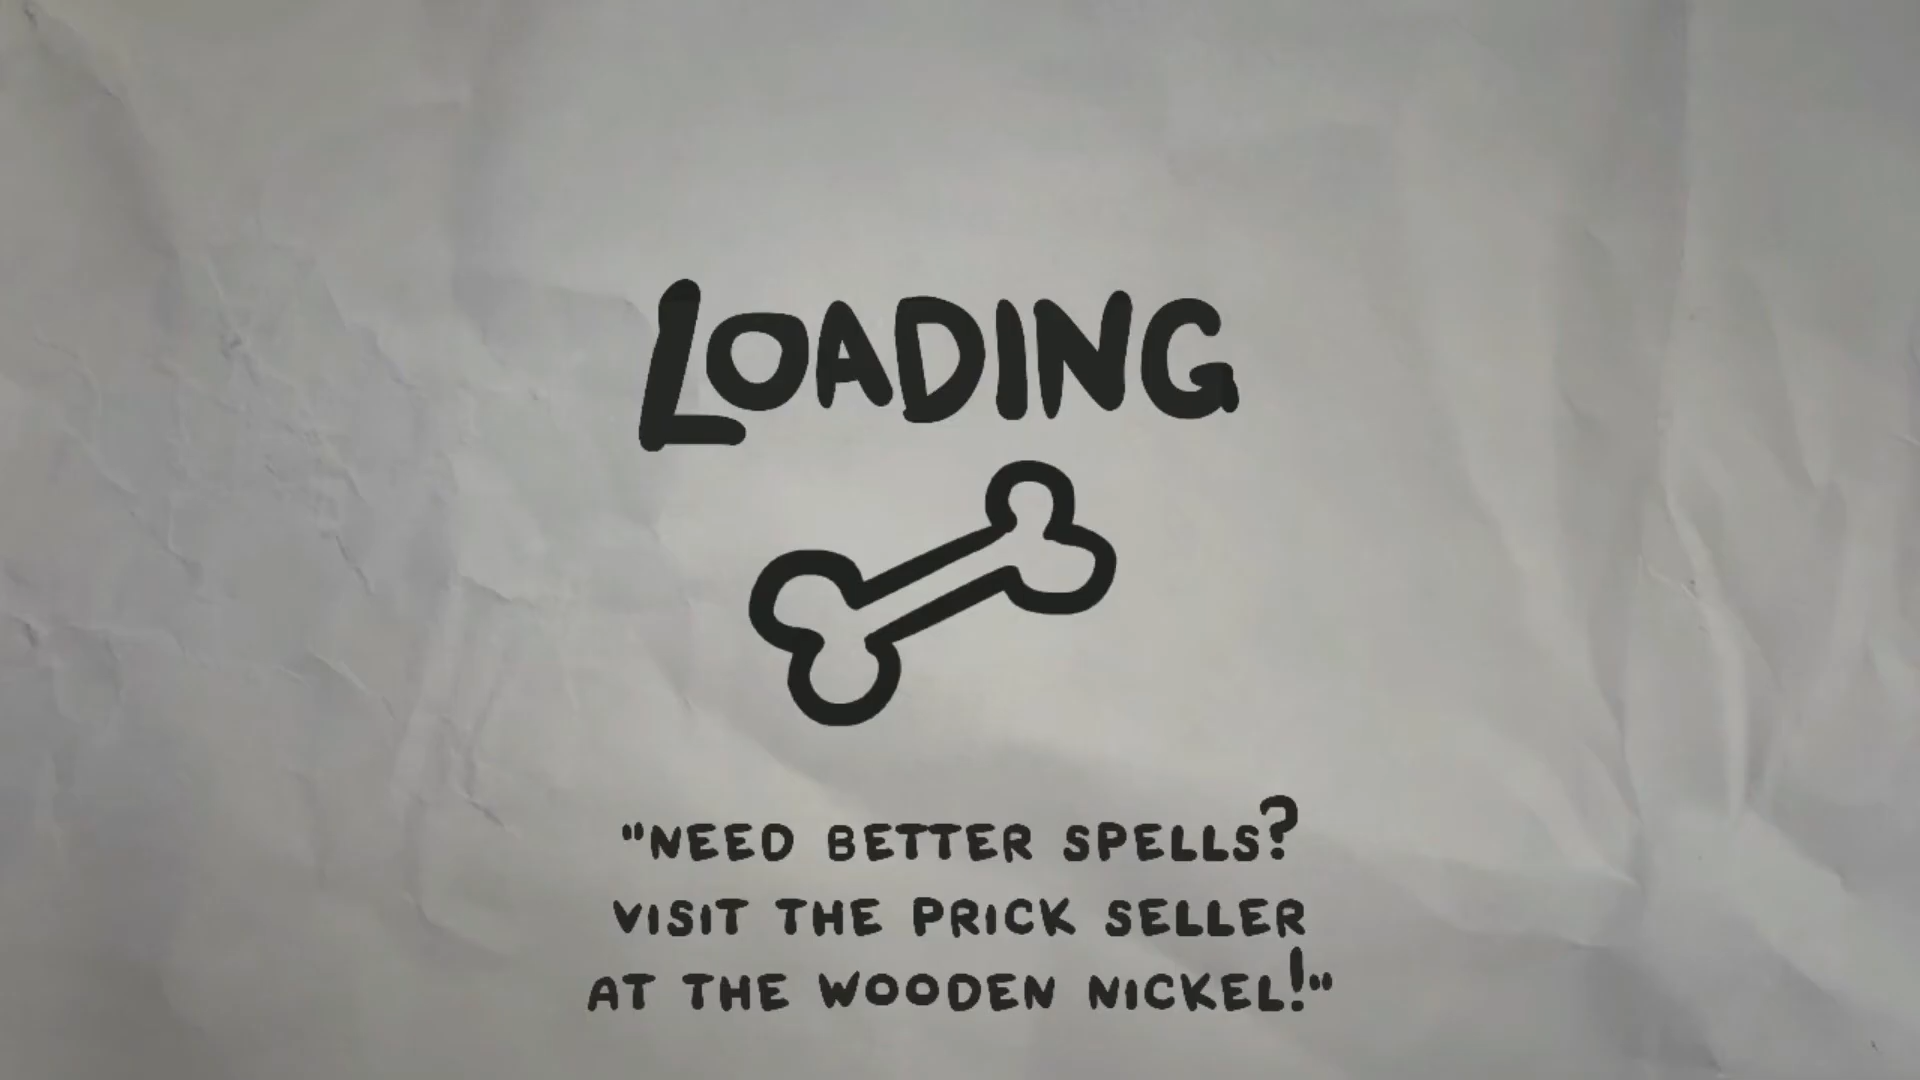 LOADING
"NEED BETTER SPELLS?
VISIT THE PRICK SELLER
AT THE WOODEN NICKEL!"